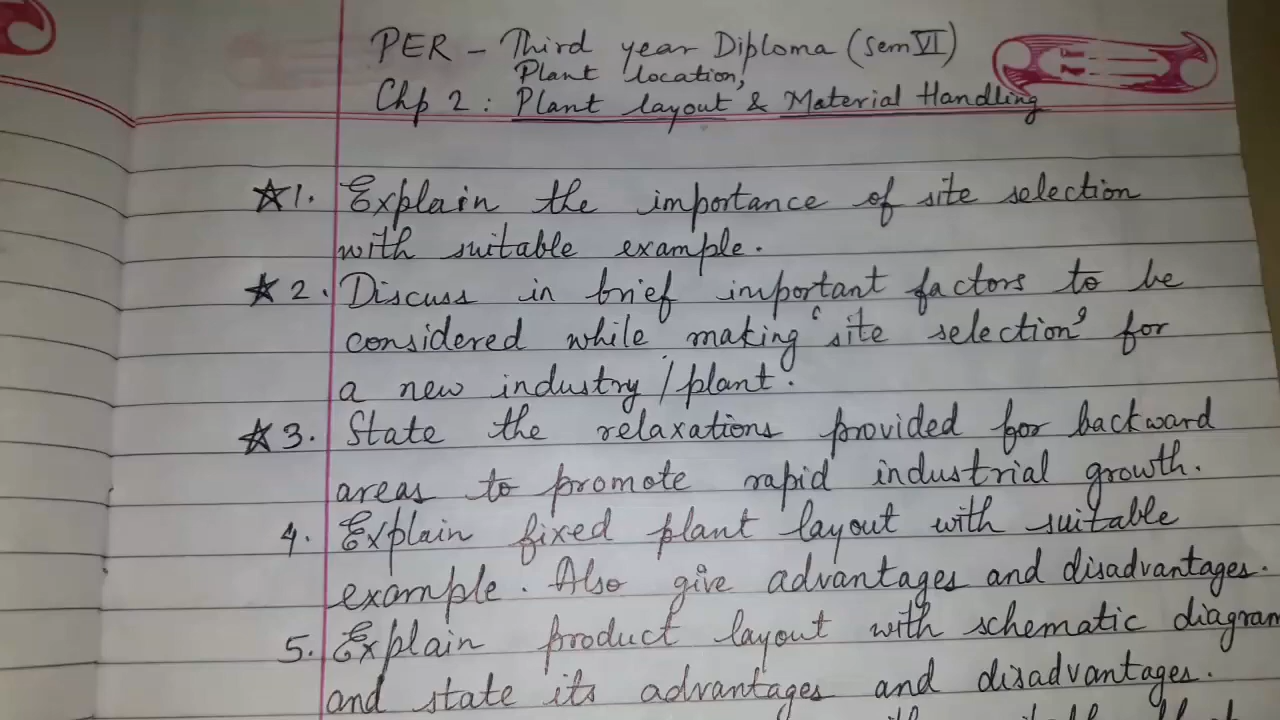 PER - Third year Diploma (Sem VI)
Plant location,
Chp 2 : Plant layout & Material Handling
☆1. Explain the importance of site selection
with suitable example.
☆2. Discuss in brief important factors to be
considered while making 'site selection' for
a new industry / plant.
☆3. State the relaxations provided for backward
areas to promote rapid industrial growth.
4. Explain fixed plant layout with suitable
example. Also give advantages and disadvantages.
5. Explain product layout with schematic diagram
and state its advantages and disadvantages.